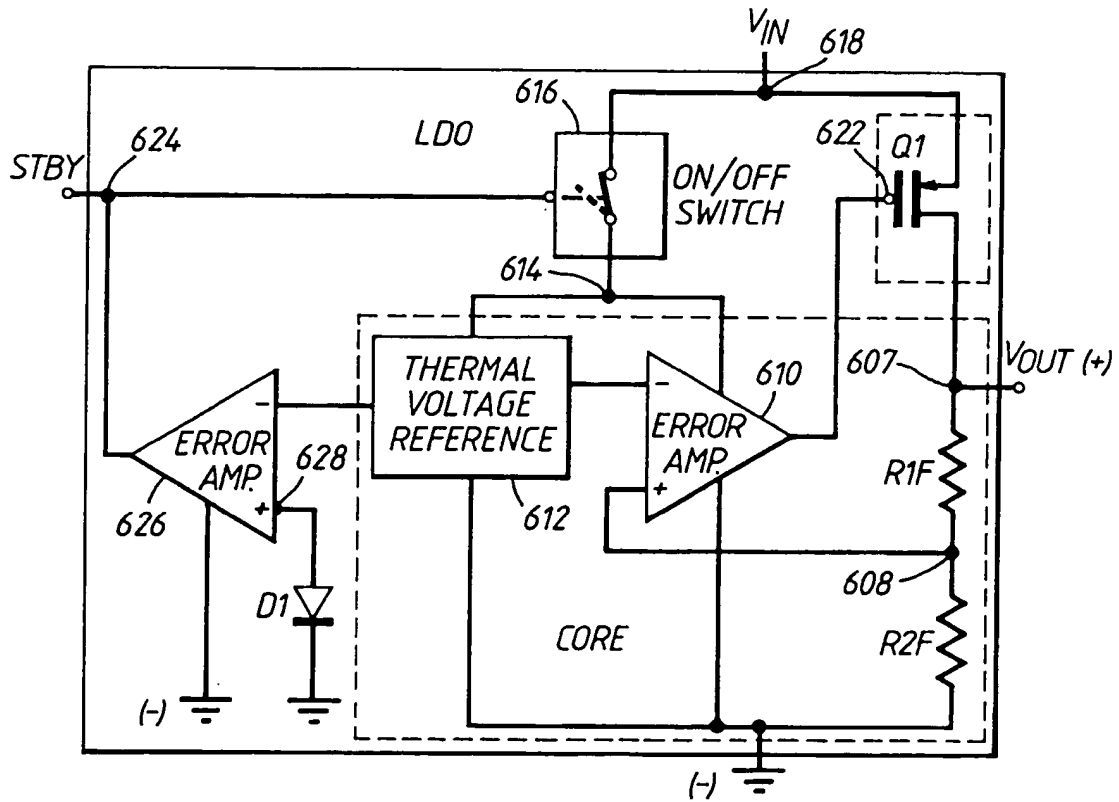 VIN
618
616
LDO
622
Q1
624
STBY
ON/OFF
SWITCH
614
THERMAL
VOLTAGE
REFERENCE
-
610
607
VOUT (+)
-
ERROR
AMP.
628
+
ERROR
AMP.
+
R1F
626
612
608
D1
CORE
R2F
(-)
(-)